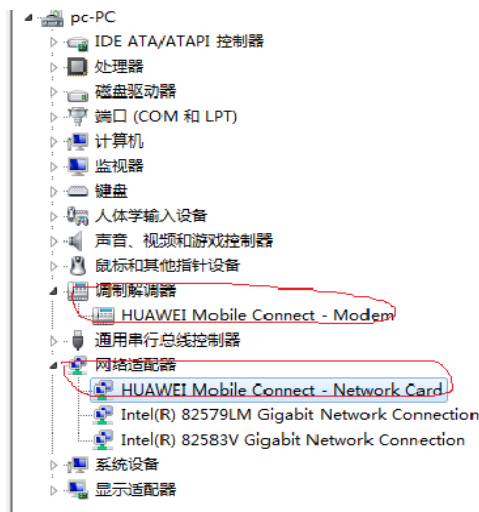 pc-PC
IDE ATA/ATAPI 控制器
处理器
磁盘驱动器
端口 (COM 和 LPT)
计算机
监视器
键盘
人体学输入设备
声音、视频和游戏控制器
鼠标和其他指针设备
调制解调器
HUAWEI Mobile Connect - Modem
通用串行总线控制器
网络适配器
HUAWEI Mobile Connect - Network Card
Intel(R) 82579LM Gigabit Network Connection
Intel(R) 82583V Gigabit Network Connection
系统设备
显示适配器